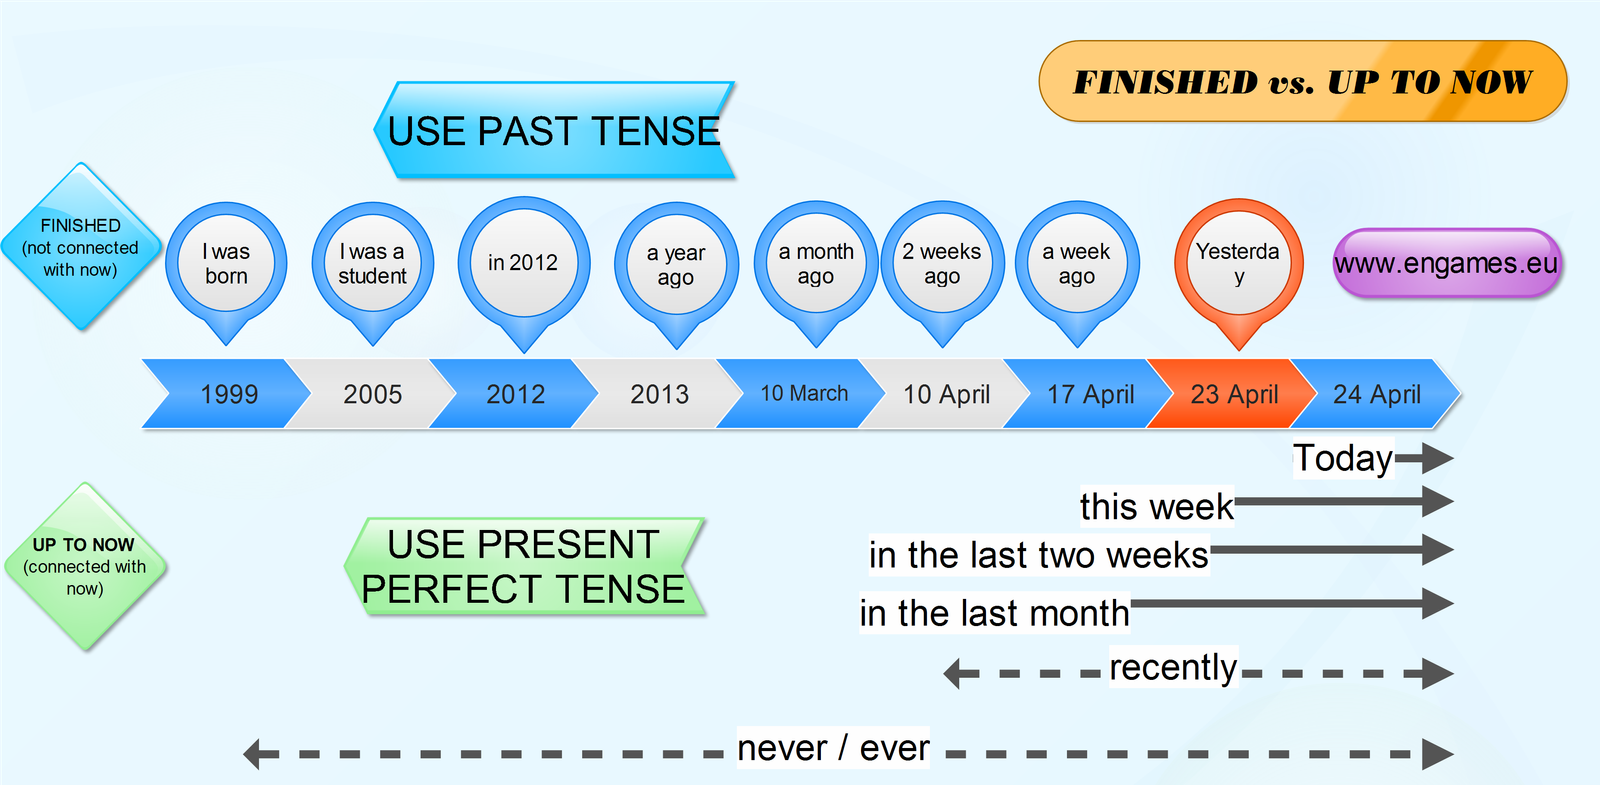 FINISHED vs. UP TO NOW
USE PAST TENSE
FINISHED
(not connected
with now)
I was
born
I was a
student
in 2012
a year
ago
a month
ago
2 weeks
ago
a week
ago
Yesterda
y
www.engames.eu
1999
2005
2012
2013
10 March
10 April
17 April
23 April
24 April
Today
this week
in the last two weeks
in the last month
recently
never / ever
UP TO NOW
(connected with
now)
USE PRESENT
PERFECT TENSE